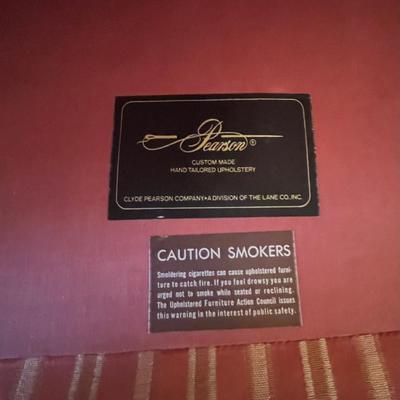 Pearson®
CUSTOM MADE
HAND TAILORED UPHOLSTERY
CLYDE PEARSON COMPANY•A DIVISION OF THE LANE CO., INC.
CAUTION SMOKERS
Smoldering cigarettes can cause upholstered furni-
ture to catch fire. If you feel drowsy you are
urged not to smoke while seated or reclining.
The Upholstered Furniture Action Council issues
this warning in the interest of public safety.